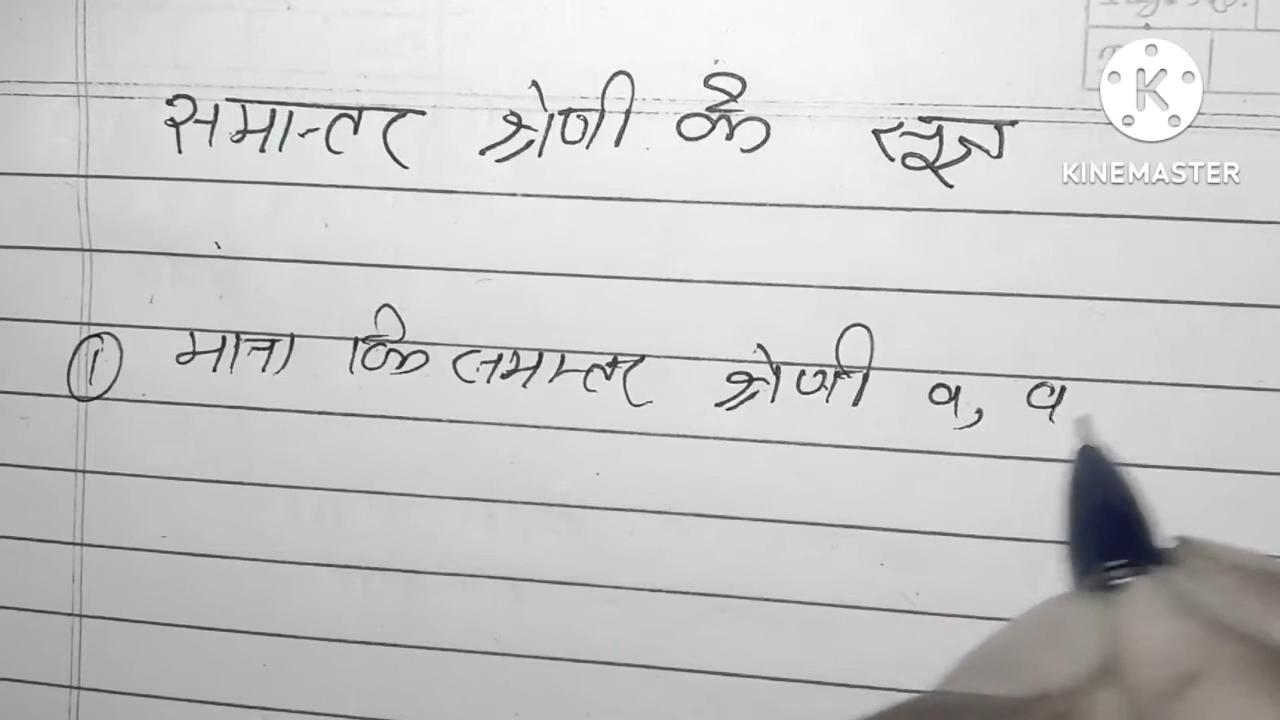 समान्तर श्रेणी के सूत्र
KINEMASTER
① माना कि समान्तर श्रेणी a, a